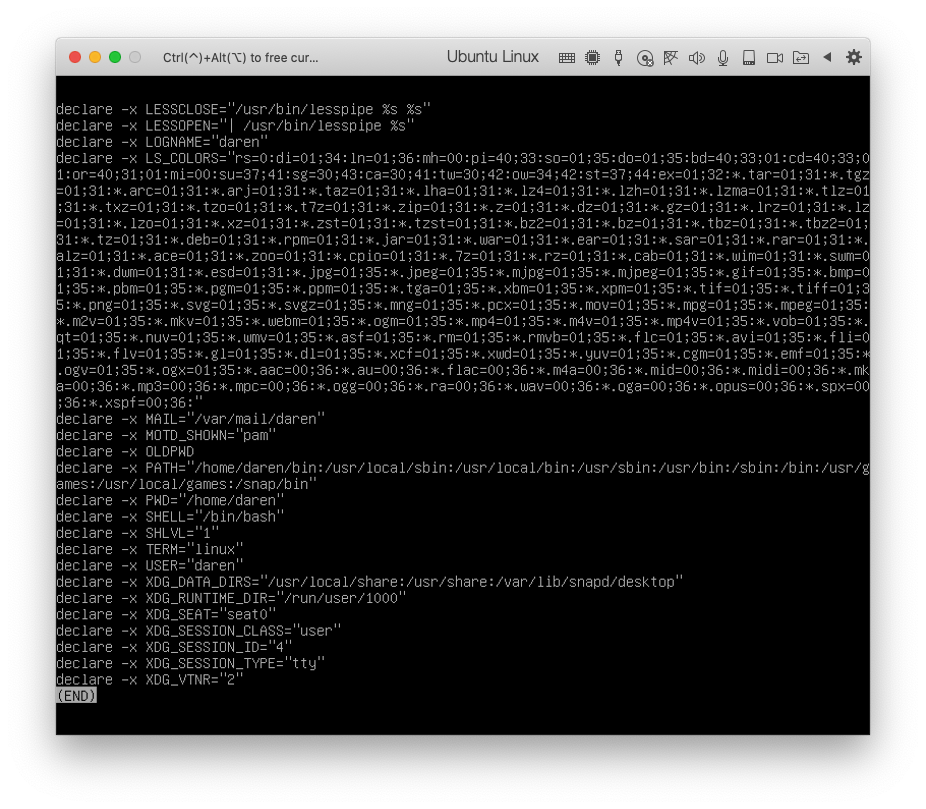 Ctrl(^)+Alt(⌥) to free cur...
Ubuntu Linux
declare -x LESSCLOSE="/usr/bin/lesspipe %s %s"
declare -x LESSOPEN="| /usr/bin/lesspipe %s"
declare -x LOGNAME="daren"
declare -x LS_COLORS="rs=0:di=01;34:ln=01;36:mh=00:pi=40;33:so=01;35:do=01;35:bd=40;33;01:cd=40;33;0
1:or=40;31;01:mi=00:su=37;41:sg=30;43:ca=30;41:tw=30;42:ow=34;42:st=37;44:ex=01;32:*.tar=01;31:*.tgz
=01;31:*.arc=01;31:*.arj=01;31:*.taz=01;31:*.lha=01;31:*.lz4=01;31:*.lzh=01;31:*.lzma=01;31:*.tlz=01
;31:*.txz=01;31:*.tzo=01;31:*.t7z=01;31:*.zip=01;31:*.z=01;31:*.dz=01;31:*.gz=01;31:*.lrz=01;31:*.lz
=01;31:*.lzo=01;31:*.xz=01;31:*.zst=01;31:*.tzst=01;31:*.bz2=01;31:*.bz=01;31:*.tbz=01;31:*.tbz2=01;
31:*.tz=01;31:*.deb=01;31:*.rpm=01;31:*.jar=01;31:*.war=01;31:*.ear=01;31:*.sar=01;31:*.rar=01;31:*.
alz=01;31:*.ace=01;31:*.zoo=01;31:*.cpio=01;31:*.7z=01;31:*.rz=01;31:*.cab=01;31:*.wim=01;31:*.swm=0
1;31:*.dwm=01;31:*.esd=01;31:*.jpg=01;35:*.jpeg=01;35:*.mjpg=01;35:*.mjpeg=01;35:*.gif=01;35:*.bmp=0
1;35:*.pbm=01;35:*.pgm=01;35:*.ppm=01;35:*.tga=01;35:*.xbm=01;35:*.xpm=01;35:*.tif=01;35:*.tiff=01;3
5:*.png=01;35:*.svg=01;35:*.svgz=01;35:*.mng=01;35:*.pcx=01;35:*.mov=01;35:*.mpg=01;35:*.mpeg=01;35:
*.m2v=01;35:*.mkv=01;35:*.webm=01;35:*.ogm=01;35:*.mp4=01;35:*.m4v=01;35:*.mp4v=01;35:*.vob=01;35:*.
qt=01;35:*.nuv=01;35:*.wmv=01;35:*.asf=01;35:*.rm=01;35:*.rmvb=01;35:*.flc=01;35:*.avi=01;35:*.fli=0
1;35:*.flv=01;35:*.gl=01;35:*.dl=01;35:*.xcf=01;35:*.xwd=01;35:*.yuv=01;35:*.cgm=01;35:*.emf=01;35:*
.ogv=01;35:*.ogx=01;35:*.aac=00;36:*.au=00;36:*.flac=00;36:*.m4a=00;36:*.mid=00;36:*.midi=00;36:*.mk
a=00;36:*.mp3=00;36:*.mpc=00;36:*.ogg=00;36:*.ra=00;36:*.wav=00;36:*.oga=00;36:*.opus=00;36:*.spx=00
;36:*.xspf=00;36:"
declare -x MAIL="/var/mail/daren"
declare -x MOTD_SHOWN="pam"
declare -x OLDPWD
declare -x PATH="/home/daren/bin:/usr/local/sbin:/usr/local/bin:/usr/sbin:/usr/bin:/sbin:/bin:/usr/g
ames:/usr/local/games:/snap/bin"
declare -x PWD="/home/daren"
declare -x SHELL="/bin/bash"
declare -x SHLVL="1"
declare -x TERM="linux"
declare -x USER="daren"
declare -x XDG_DATA_DIRS="/usr/local/share:/usr/share:/var/lib/snapd/desktop"
declare -x XDG_RUNTIME_DIR="/run/user/1000"
declare -x XDG_SEAT="seat0"
declare -x XDG_SESSION_CLASS="user"
declare -x XDG_SESSION_ID="4"
declare -x XDG_SESSION_TYPE="tty"
declare -x XDG_VTNR="2"
(END)